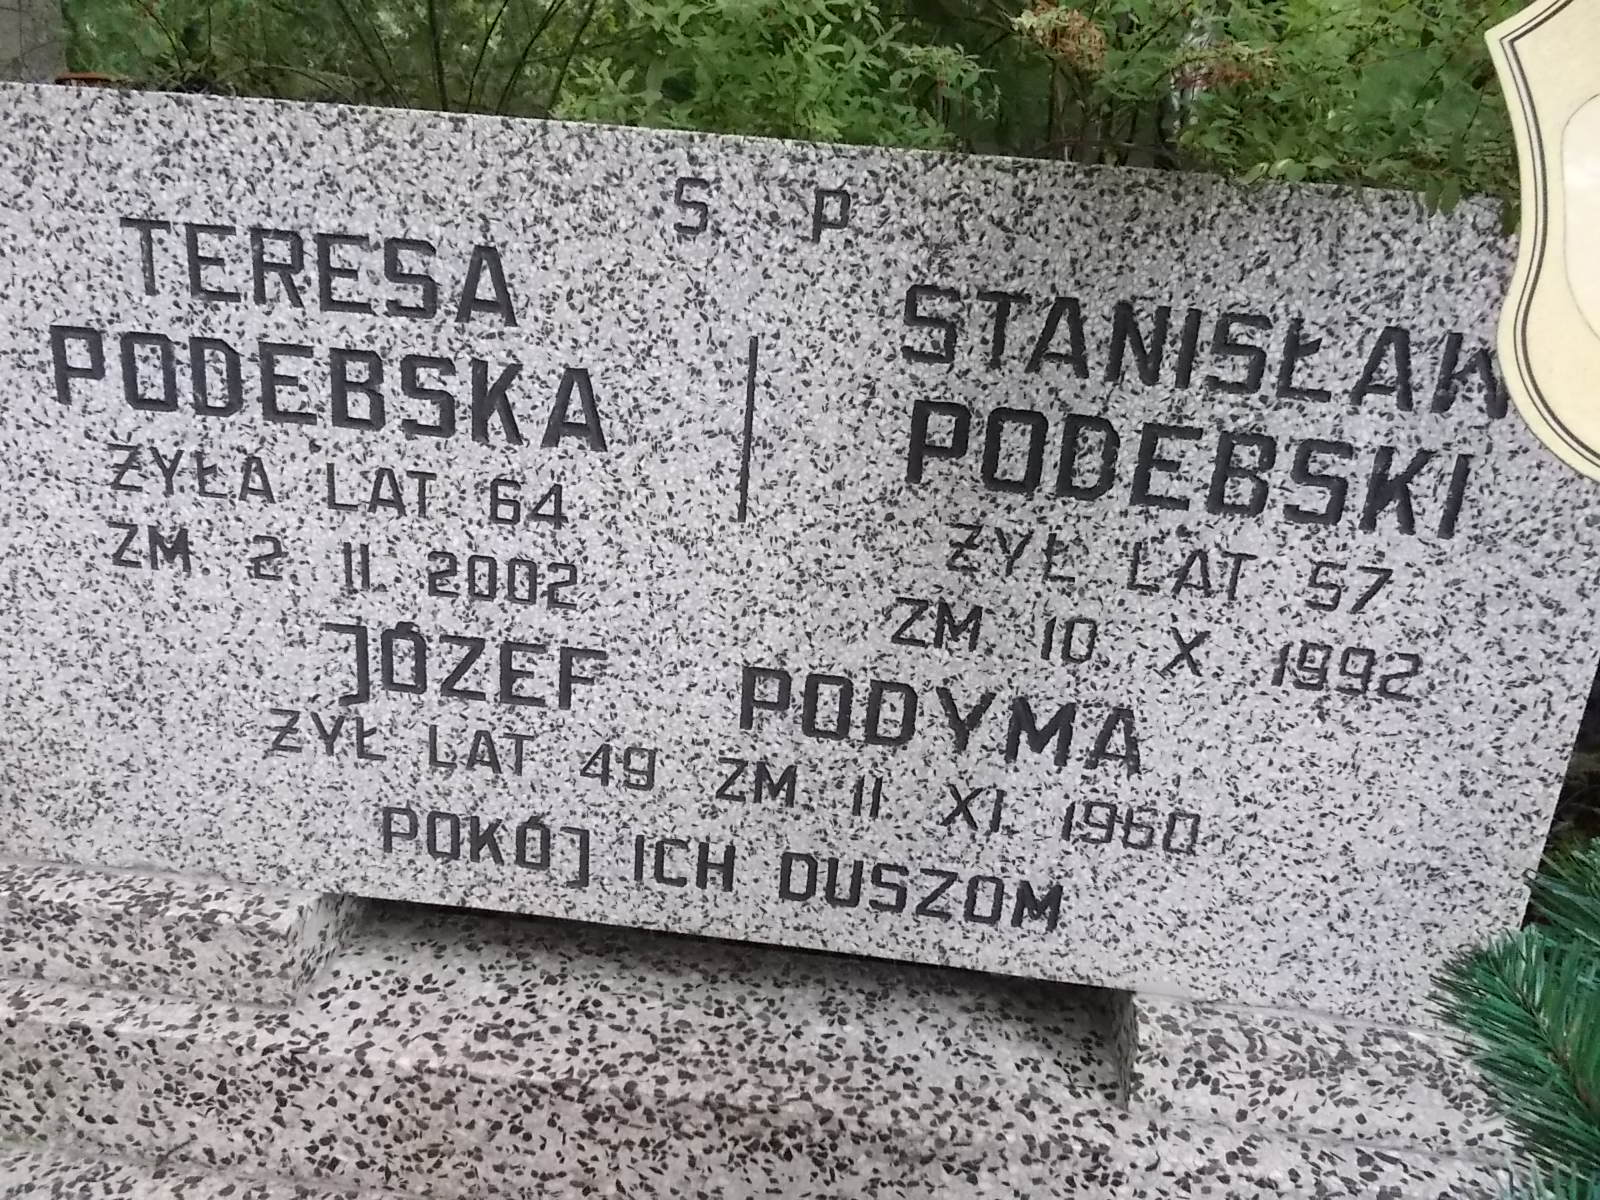 S P
TERESA
PODEBSKA
ŻYŁA LAT 64
ZM. 2 II 2002
STANISŁAW
PODEBSKI
ŻYŁ LAT 57
ZM 10 X 1992
JÓZEF PODYMA
ŻYŁ LAT 49 ZM. 11 XI. 1960
POKÓJ ICH DUSZOM